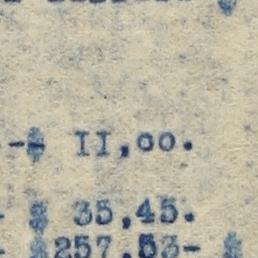 -$ II,oo.
- $ 35,45.
- $257,53- $